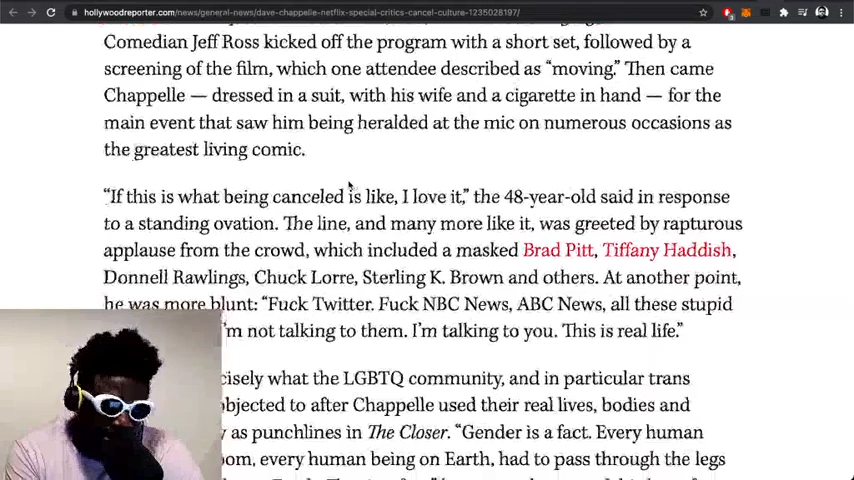 hollywoodreporter.com/news/general-news/dave-chappelle-netflix-special-critics-cancel-culture-1235028197/
Comedian Jeff Ross kicked off the program with a short set, followed by a
screening of the film, which one attendee described as “moving.” Then came
Chappelle — dressed in a suit, with his wife and a cigarette in hand — for the
main event that saw him being heralded at the mic on numerous occasions as
the greatest living comic.
“If this is what being canceled is like, I love it,” the 48-year-old said in response
to a standing ovation. The line, and many more like it, was greeted by rapturous
applause from the crowd, which included a masked Brad Pitt, Tiffany Haddish,
Donnell Rawlings, Chuck Lorre, Sterling K. Brown and others. At another point,
he was more blunt: “Fuck Twitter. Fuck NBC News, ABC News, all these stupid
’m not talking to them. I’m talking to you. This is real life.”
cisely what the LGBTQ community, and in particular trans
objected to after Chappelle used their real lives, bodies and
y as punchlines in The Closer. “Gender is a fact. Every human
oom, every human being on Earth, had to pass through the legs